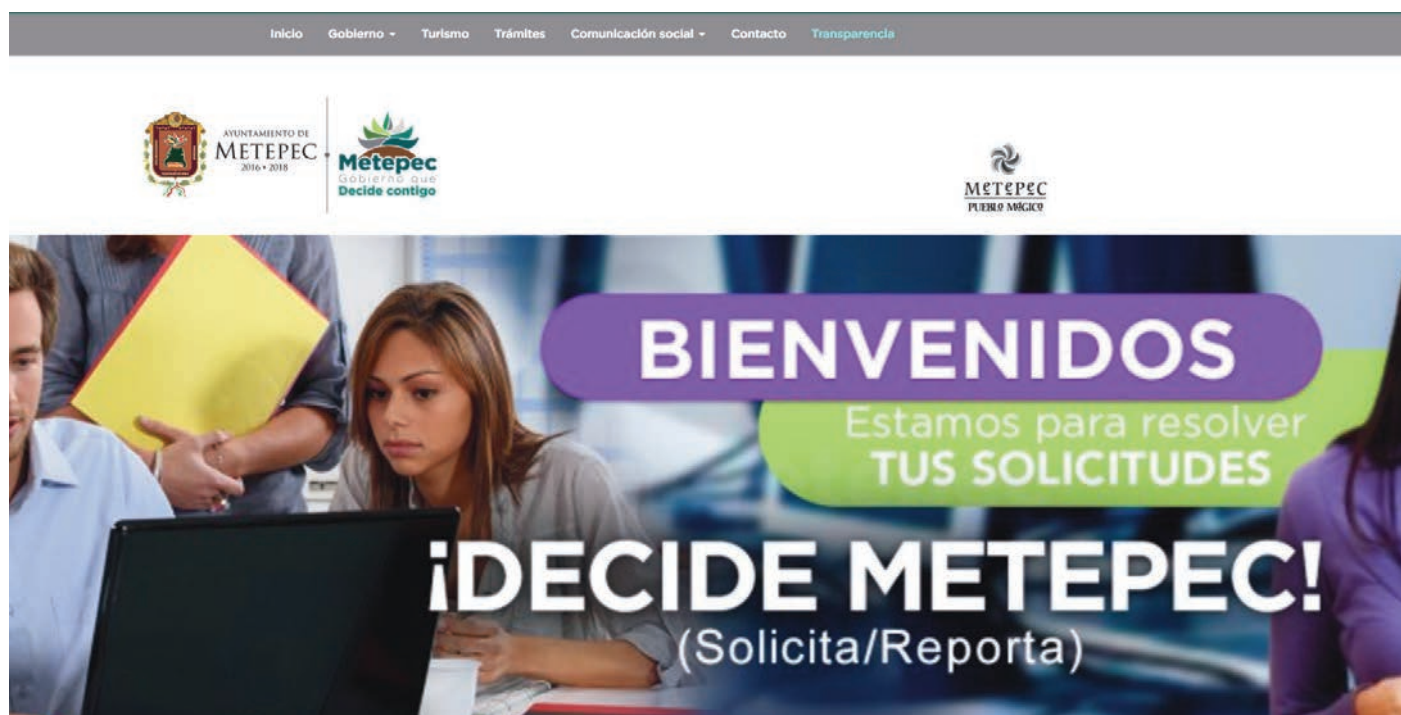 Inicio Gobierno Turismo Trámites Comunicación social Contacto Transparencia
AYUNTAMIENTO DE
METEPEC
2016 • 2018
Metepec
Gobierno que
Decide contigo
METEPEC
PUEBLO MÁGICO
BIENVENIDOS
Estamos para resolver
TUS SOLICITUDES
¡DECIDE METEPEC!
(Solicita/Reporta)